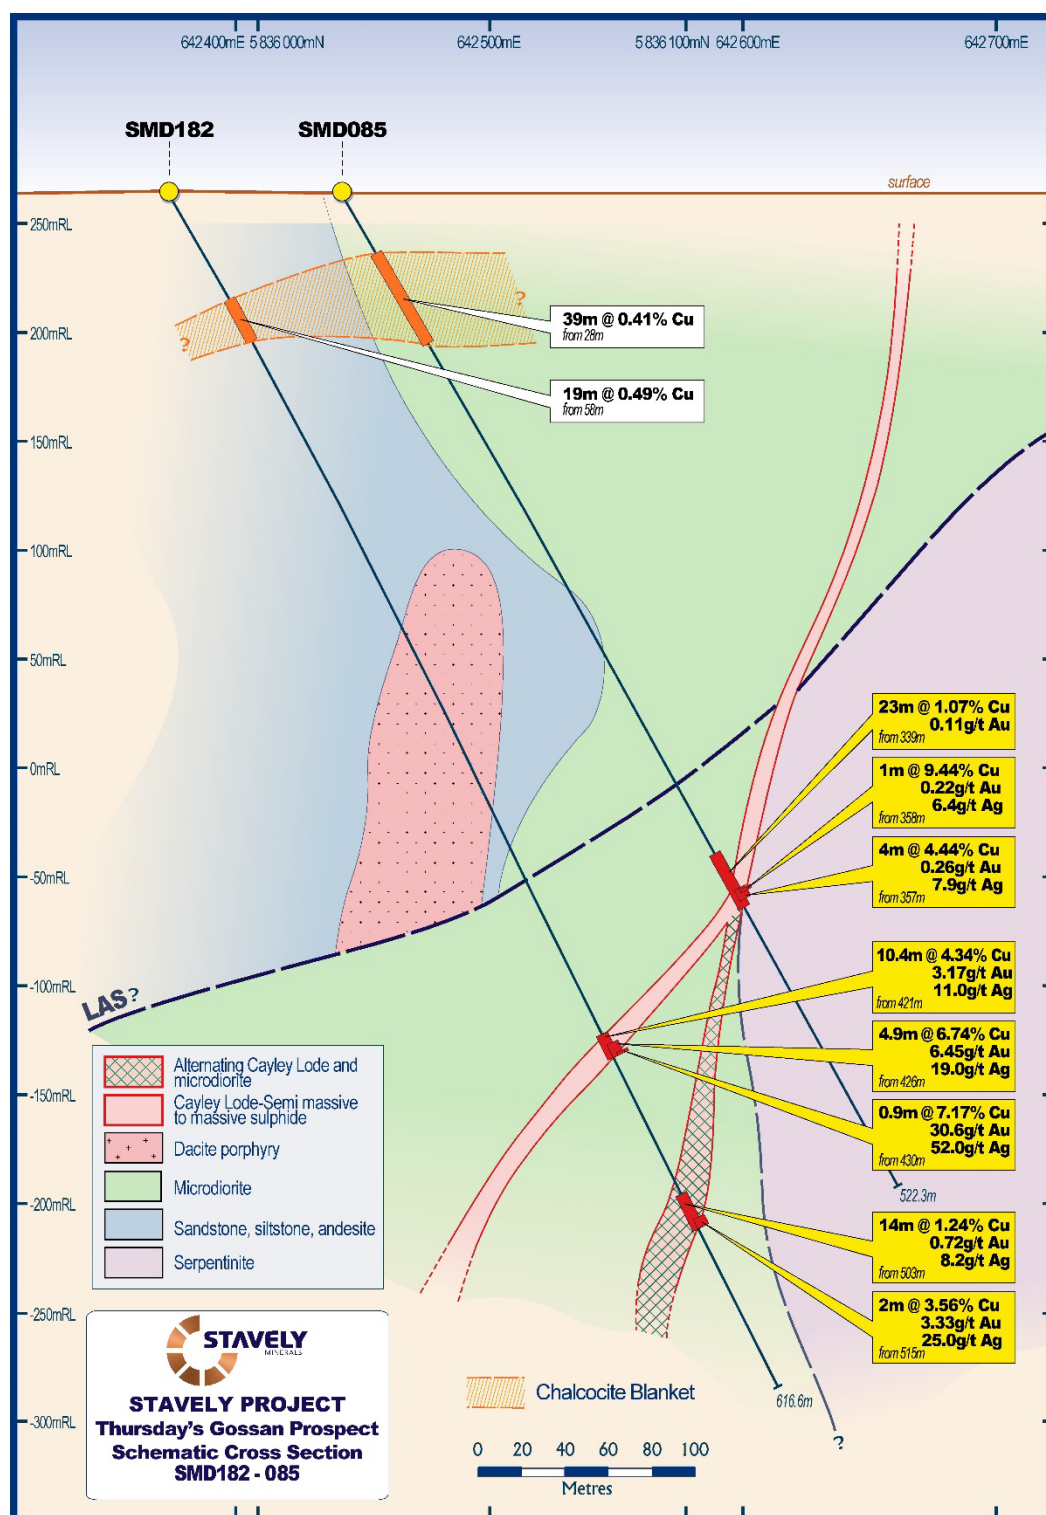 642400mE 5836000mN 642500mE 5836100mN 642600mE 642700mE
SMD182 SMD085
surface
250mRL
200mRL
150mRL
100mRL
50mRL
0mRL
-50mRL
-100mRL
-150mRL
-200mRL
-250mRL
-300mRL
?
?
39m @ 0.41% Cu
from 28m
19m @ 0.49% Cu
from 58m
23m @ 1.07% Cu
0.11g/t Au
from 339m
1m @ 9.44% Cu
0.22g/t Au
6.4g/t Ag
from 358m
4m @ 4.44% Cu
0.26g/t Au
7.9g/t Ag
from 357m
10.4m @ 4.34% Cu
3.17g/t Au
11.0g/t Ag
from 421m
4.9m @ 6.74% Cu
6.45g/t Au
19.0g/t Ag
from 426m
0.9m @ 7.17% Cu
30.6g/t Au
52.0g/t Ag
from 430m
522.3m
14m @ 1.24% Cu
0.72g/t Au
8.2g/t Ag
from 503m
2m @ 3.56% Cu
3.33g/t Au
25.0g/t Ag
from 515m
616.6m
?
LAS?
Alternating Cayley Lode and
microdiorite
Cayley Lode-Semi massive
to massive sulphide
Dacite porphyry
Microdiorite
Sandstone, siltstone, andesite
Serpentinite
STAVELY
MINERALS
STAVELY PROJECT
Thursday's Gossan Prospect
Schematic Cross Section
SMD182 - 085
Chalcocite Blanket
0 20 40 60 80 100
Metres